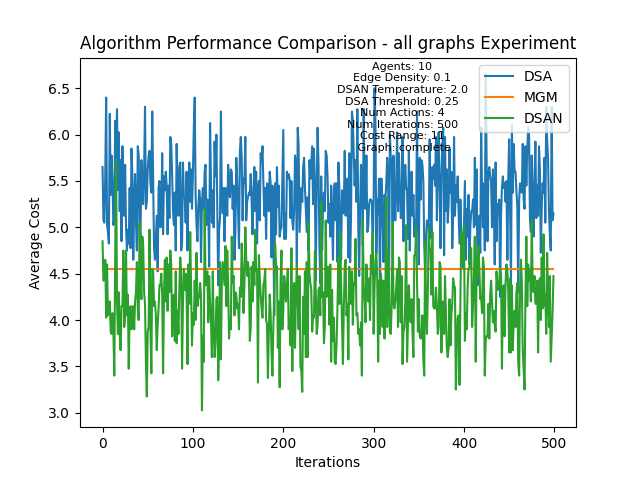 Algorithm Performance Comparison - all graphs Experiment
Agents: 10
Edge Density: 0.1
DSAN Temperature: 2.0
DSA Threshold: 0.25
Num Actions: 4
Num Iterations: 500
Cost Range: 10
Graph: complete
DSA
MGM
DSAN
Average Cost
6.5
6.0
5.5
5.0
4.5
4.0
3.5
3.0
0 100 200 300 400 500
Iterations